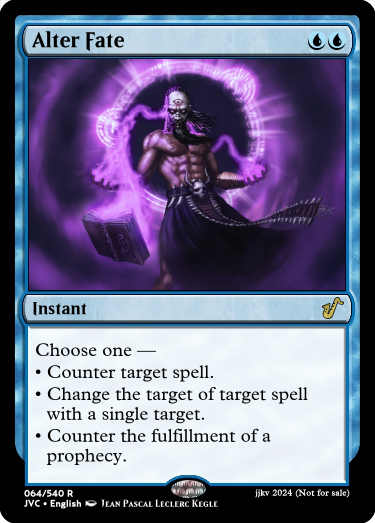 Alter Fate
Instant
Choose one —
• Counter target spell.
• Change the target of target spell
with a single target.
• Counter the fulfillment of a
prophecy.
064/540 R
jjkv 2024 (Not for sale)
JVC • English Jean Pascal Leclerc Kegle